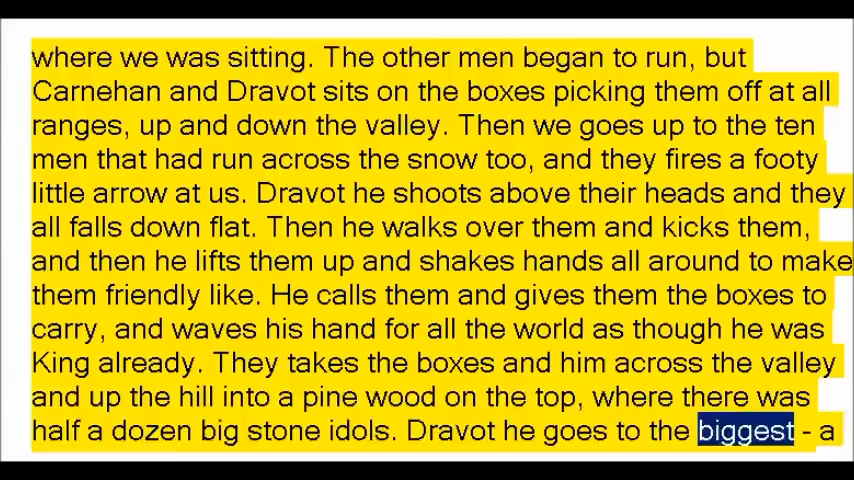 where we was sitting. The other men began to run, but
Carnehan and Dravot sits on the boxes picking them off at all
ranges, up and down the valley. Then we goes up to the ten
men that had run across the snow too, and they fires a footy
little arrow at us. Dravot he shoots above their heads and they
all falls down flat. Then he walks over them and kicks them,
and then he lifts them up and shakes hands all around to make
them friendly like. He calls them and gives them the boxes to
carry, and waves his hand for all the world as though he was
King already. They takes the boxes and him across the valley
and up the hill into a pine wood on the top, where there was
half a dozen big stone idols. Dravot he goes to the biggest - a